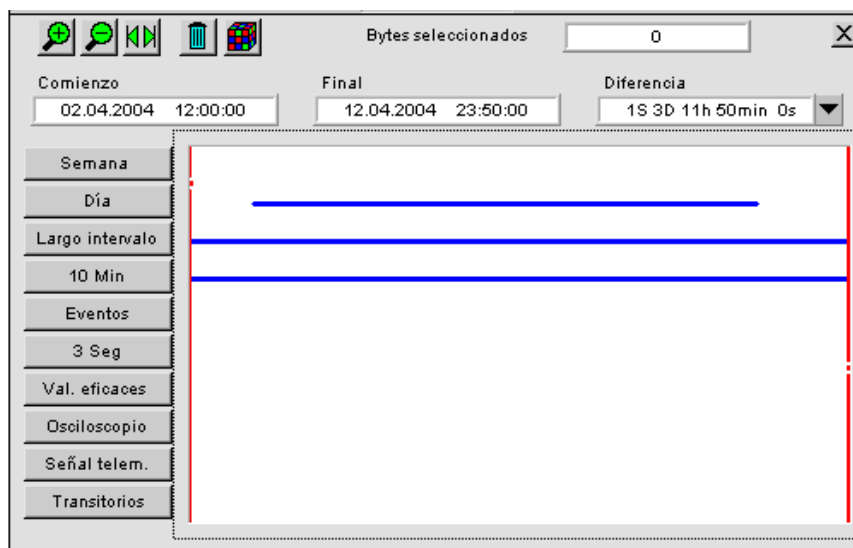 Bytes seleccionados 0 X
Comienzo Final Diferencia
02.04.2004 12:00:00 12.04.2004 23:50:00 1S 3D 11h 50min 0s
Semana
Día
Largo intervalo
10 Min
Eventos
3 Seg
Val. eficaces
Osciloscopio
Señal telem.
Transitorios